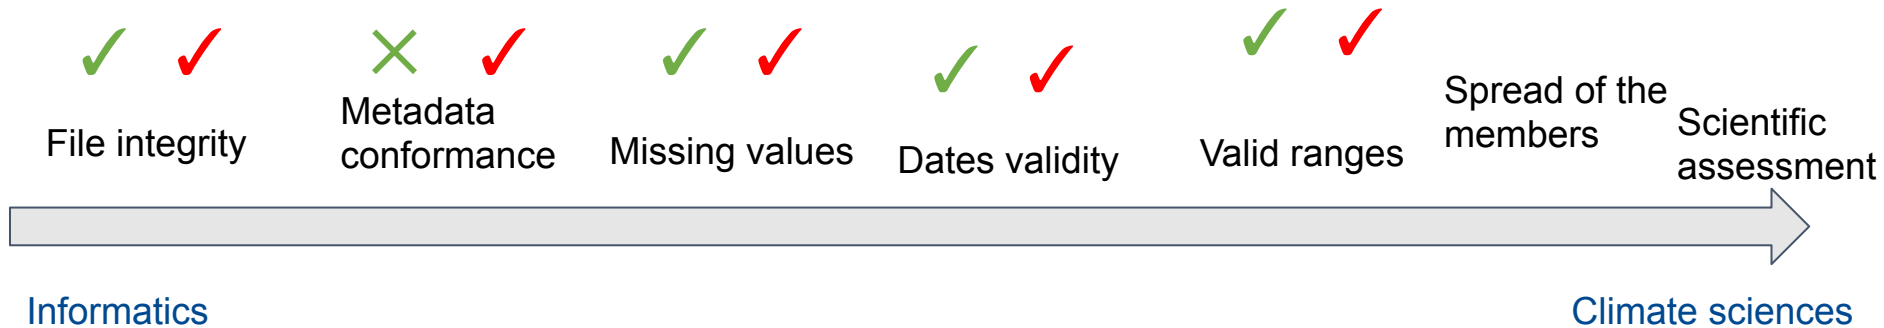 File integrity
Metadata
conformance
Missing values
Dates validity
Valid ranges
Spread of the
members
Scientific
assessment
Informatics
Climate sciences